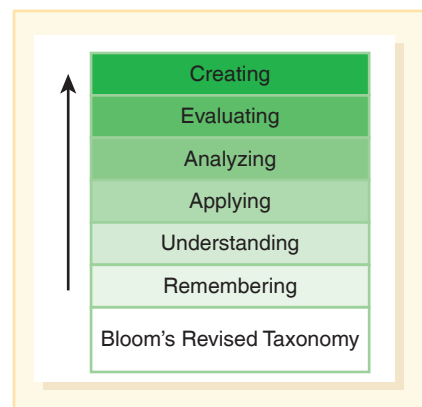 Creating
Evaluating
Analyzing
Applying
Understanding
Remembering
Bloom's Revised Taxonomy